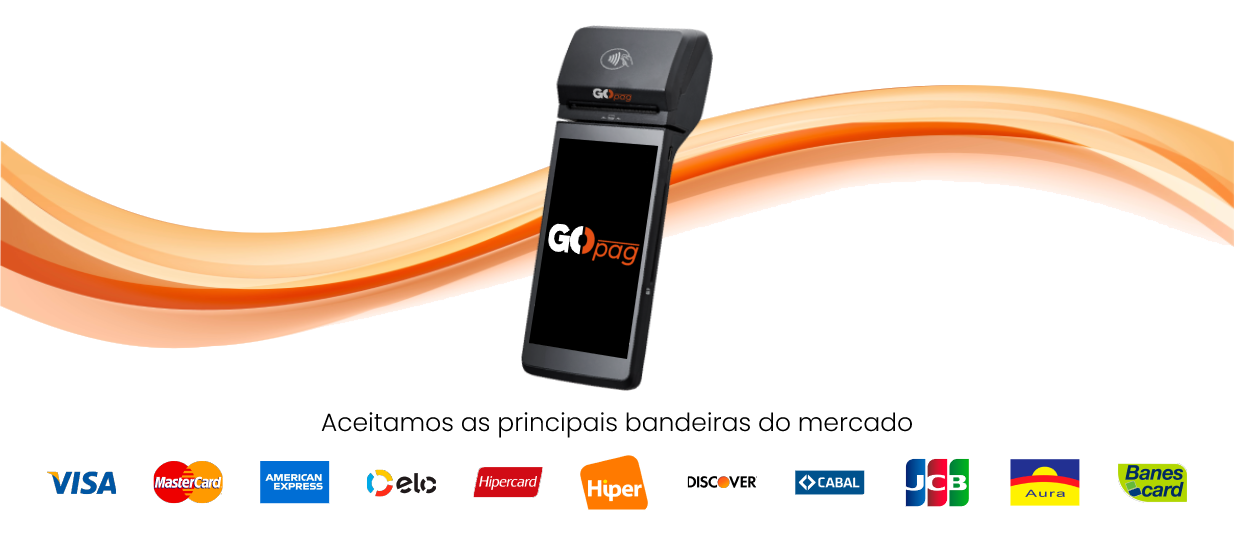 GOpag
GOpag
Aceitamos as principais bandeiras do mercado
VISA
MasterCard
AMERICAN
EXPRESS
elo
Hipercard
Hiper
DISCOVER
CABAL
JCB
Aura
Banes
card